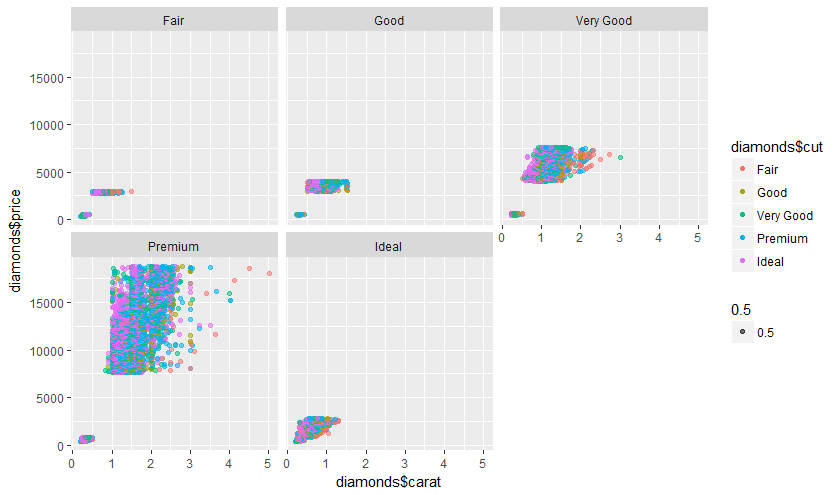 Fair
Good
Very Good
15000
10000
5000
0
0
1
2
3
4
5
Premium
Ideal
15000
10000
5000
0
0
1
2
3
4
5
0
1
2
3
4
5
diamonds$carat
diamonds$price
diamonds$cut
Fair
Good
Very Good
Premium
Ideal
0.5
0.5